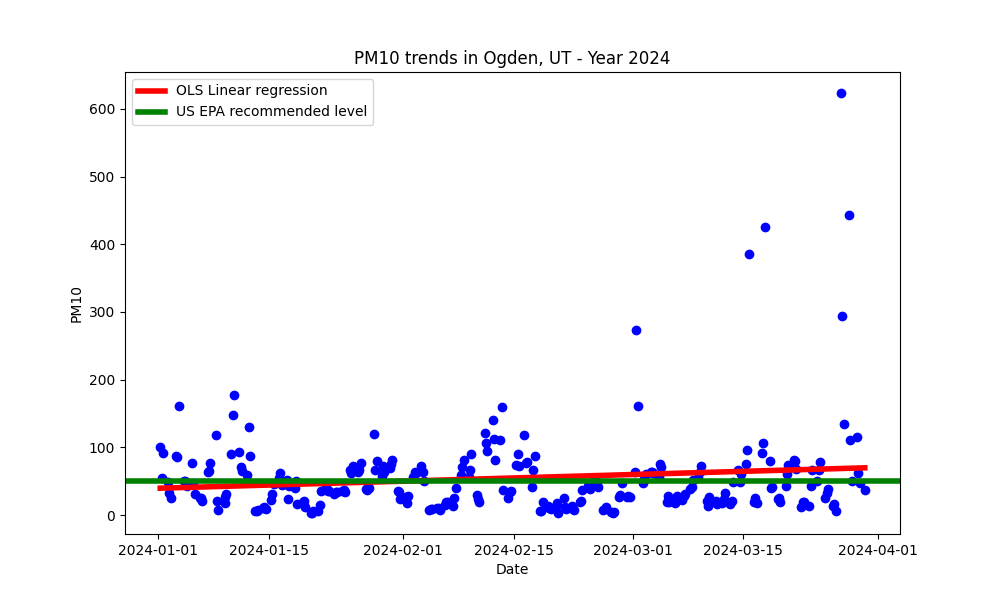 PM10 trends in Ogden, UT - Year 2024
OLS Linear regression
US EPA recommended level
600
500
400
300
200
100
0
PM10
2024-01-01 2024-01-15 2024-02-01 2024-02-15 2024-03-01 2024-03-15 2024-04-01
Date